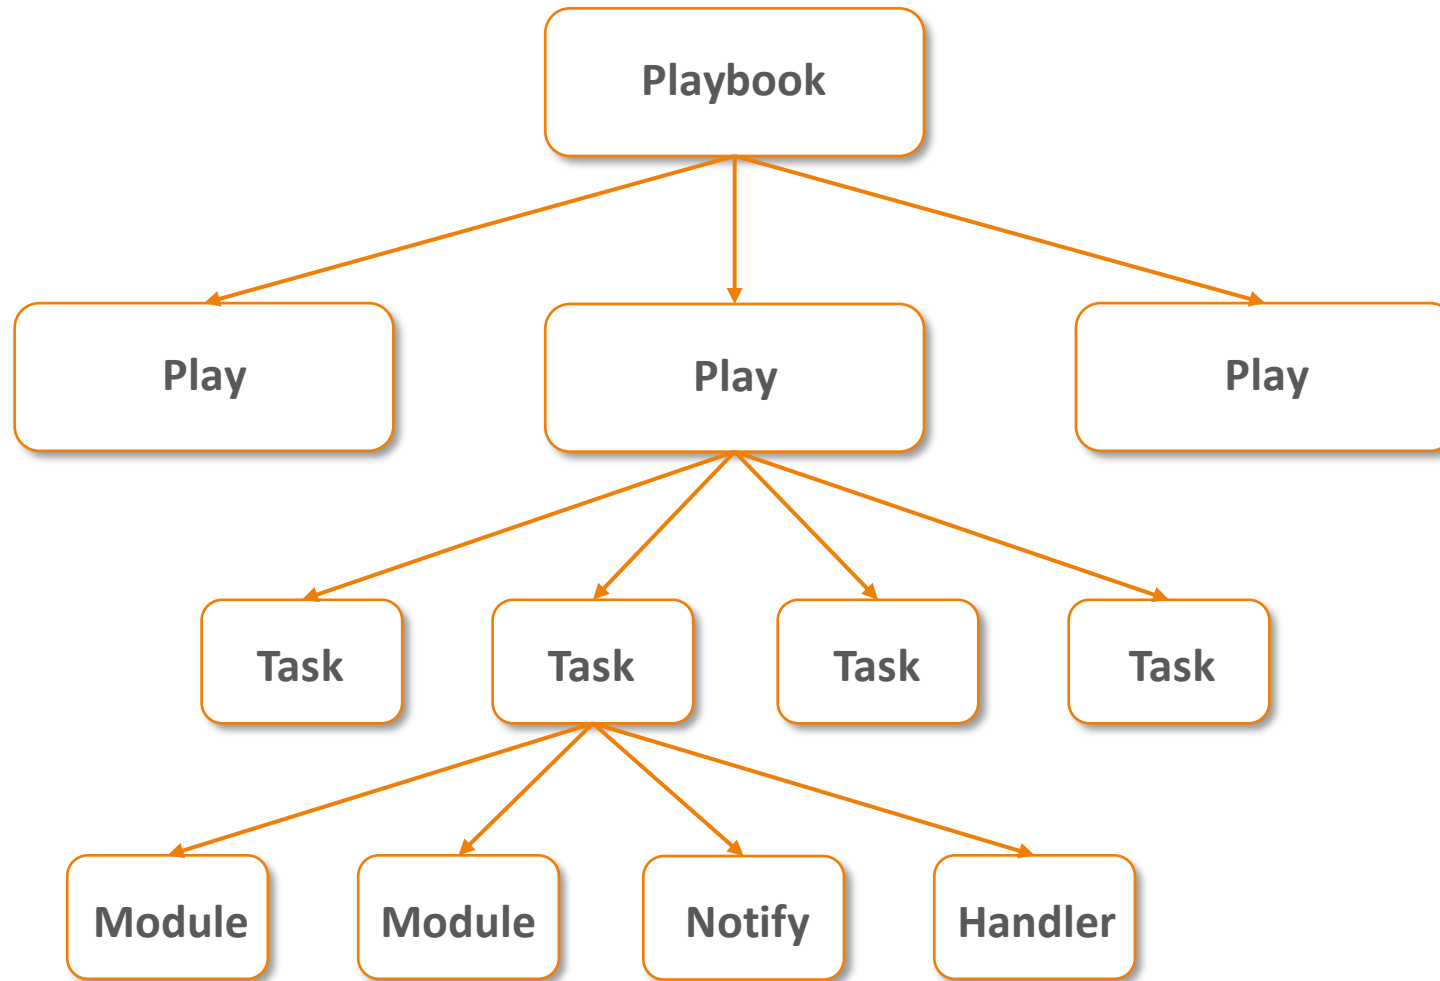 Playbook
Play
Play
Play
Task
Task
Task
Task
Module
Module
Notify
Handler